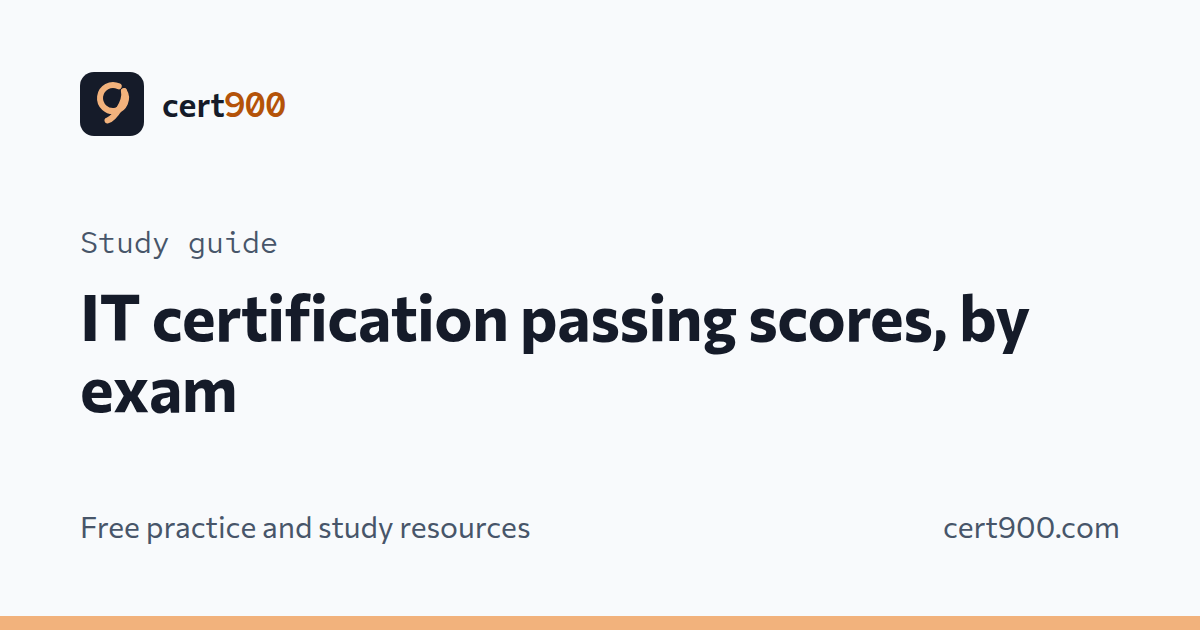 cert900
Study guide
IT certification passing scores, by
exam
Free practice and study resources
cert900.com